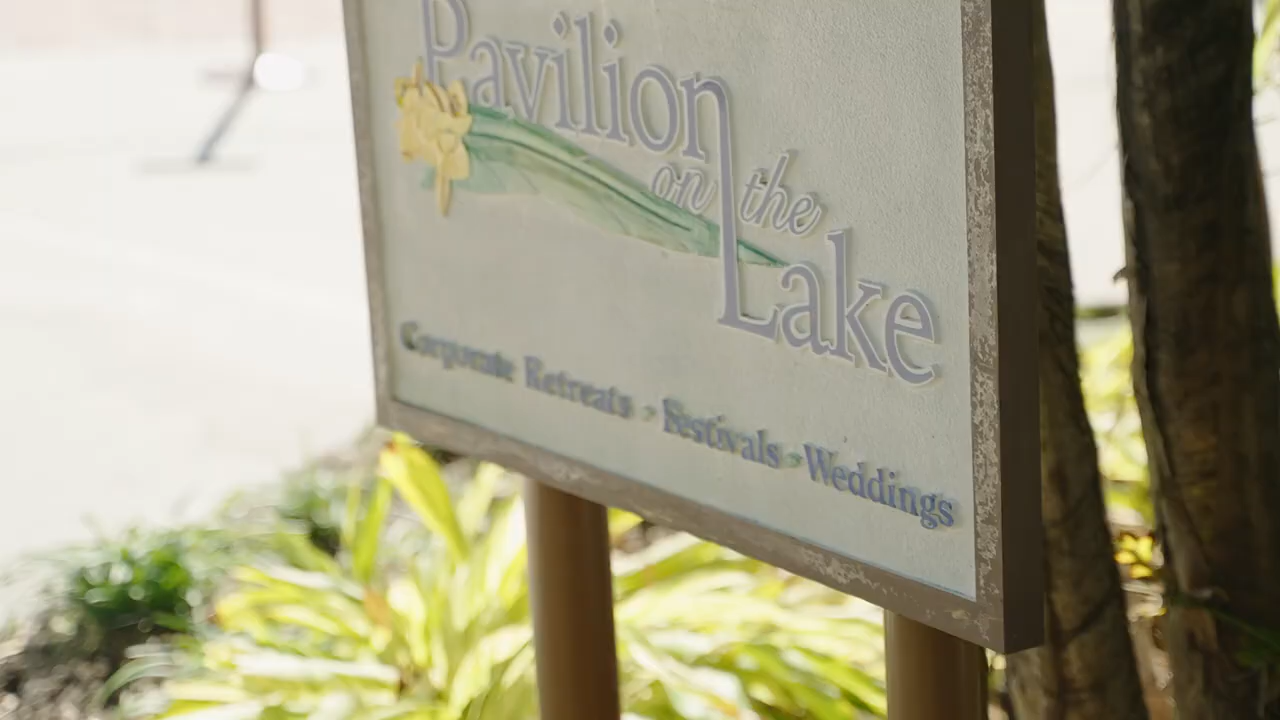 Pavilion
on the
Lake
Corporate Retreats - Festivals - Weddings